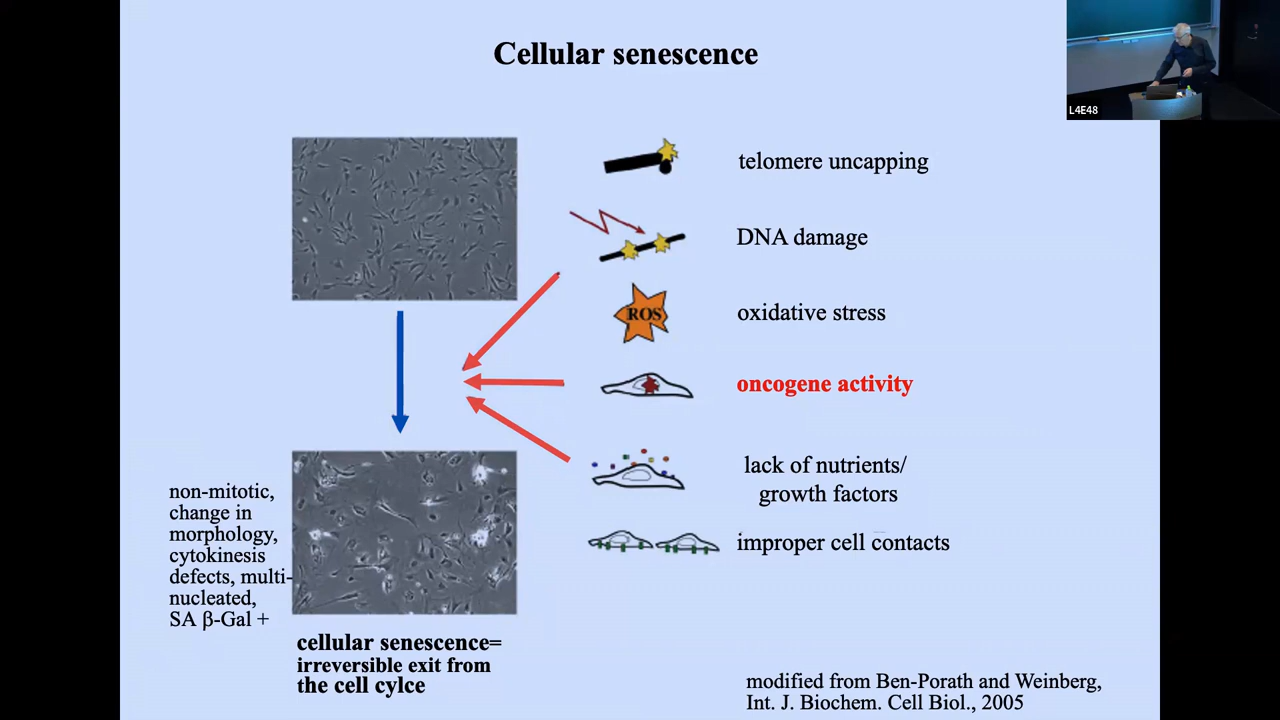 Cellular senescence
L4E48
telomere uncapping
DNA damage
ROS
oxidative stress
oncogene activity
lack of nutrients/
growth factors
improper cell contacts
non-mitotic,
change in
morphology,
cytokinesis
defects, multi-
nucleated,
SA β-Gal +
cellular senescence=
irreversible exit from
the cell cylce
modified from Ben-Porath and Weinberg,
Int. J. Biochem. Cell Biol., 2005